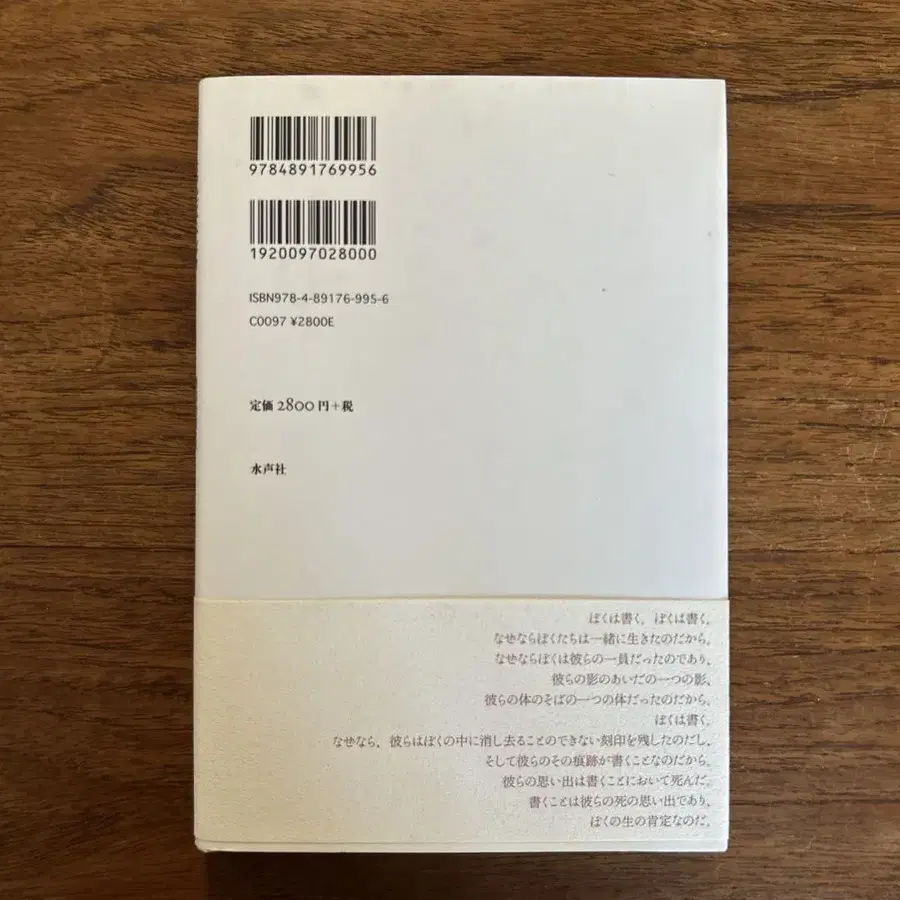 9784891769956
1920097028000
ISBN978-4-89176-995-6
C0097 ¥2800E
定価 2800 円+税
水声社
ぼくは書く。ぼくは書く。
なぜならぼくたちは一緒に生きたのだから。
なぜならぼくは彼らの一員だったのであり、
彼らの影のあいだの一つの影、
彼らの体のそばの一つの体だったのだから。
ぼくは書く。
なぜなら、彼らはぼくの中に消し去ることのできない刻印を残したのだし、
そして彼らのその痕跡が書くことなのだから。
彼らの思い出は書くことにおいて死んだ。
書くことは彼らの死の思い出であり、
ぼくの生の肯定なのだ。